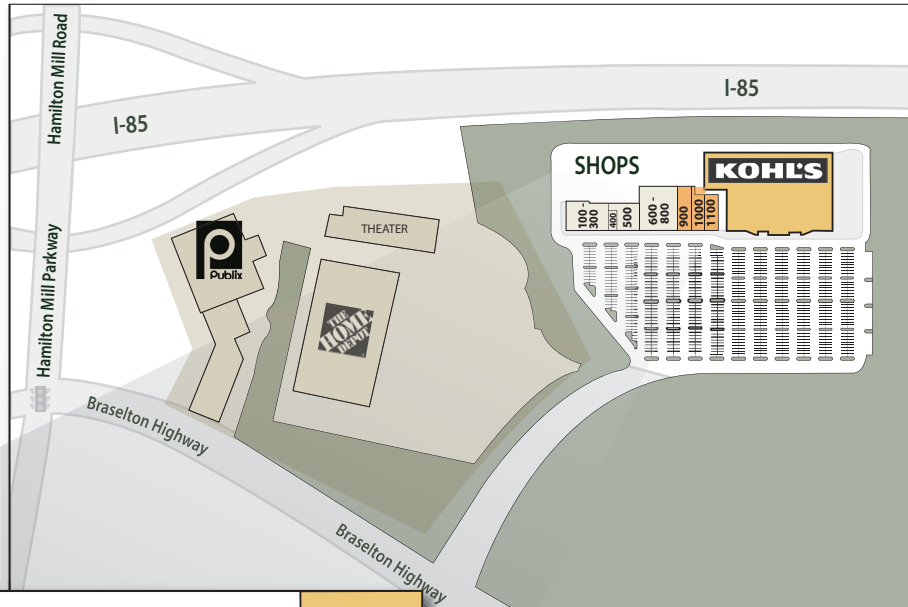 Hamilton Mill Road
I-85
I-85
SHOPS
KOHL'S
100 -
300
400
500
600 -
800
900
1000
1100
THEATER
Publix
THE
HOME
DEPOT
Hamilton Mill Parkway
Braselton Highway
Braselton Highway